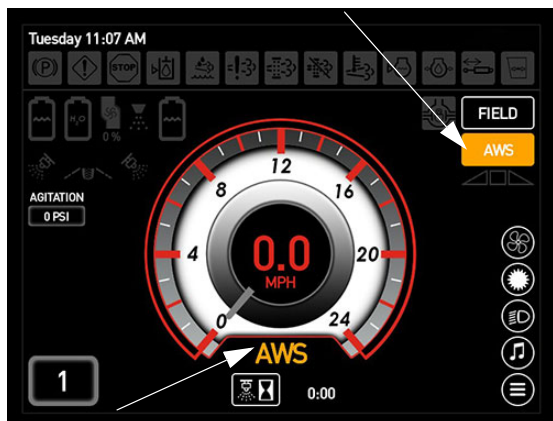 Tuesday 11:07 AM
(P)
STOP
FIELD
H₂O
0 %
AWS
AGITATION
0 PSI
0
4
8
12
16
20
24
0.0
MPH
AWS
1
0:00